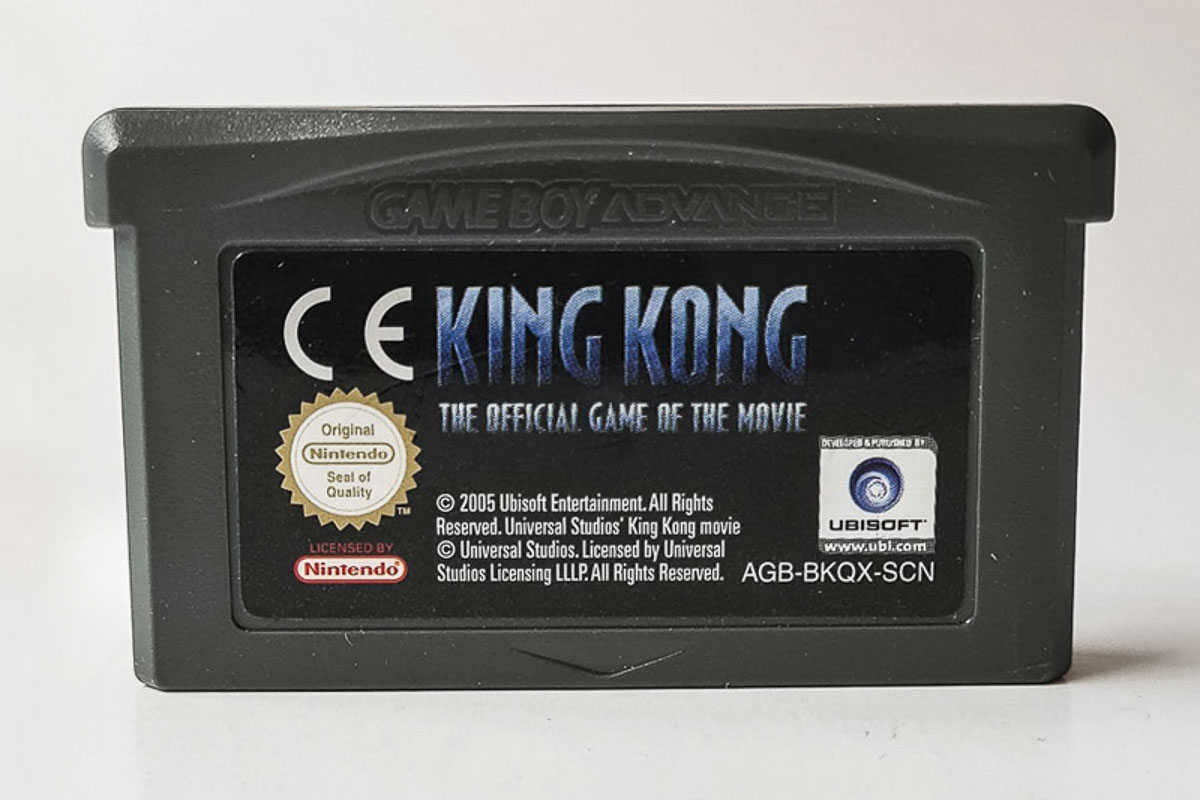 GAME BOY ADVANCE
CE
KING KONG
THE OFFICIAL GAME OF THE MOVIE
Original
Nintendo
Seal of
Quality
TM
LICENSED BY
Nintendo®
© 2005 Ubisoft Entertainment. All Rights
Reserved. Universal Studios' King Kong movie
© Universal Studios. Licensed by Universal
Studios Licensing LLLP. All Rights Reserved.
DEVELOPED & PUBLISHED BY
UBISOFT
www.ubi.com
AGB-BKQX-SCN